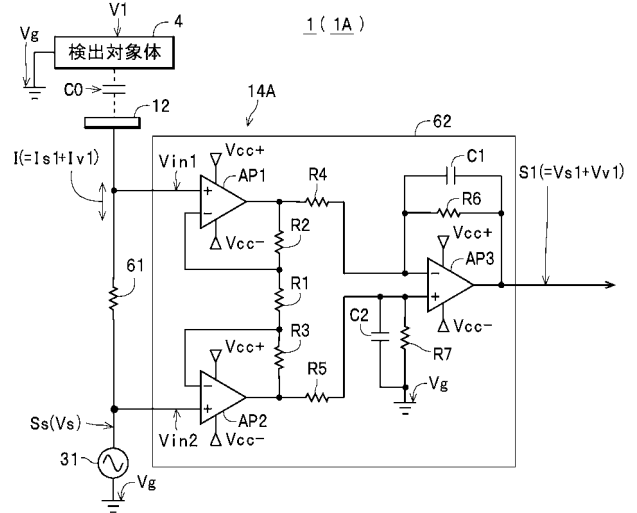 V1
4
1(1A)
Vg
検出対象体
C0
12
14A
62
I(=Is1+Iv1)
Vin1
Vcc+
AP1
R4
C1
S1(=Vs1+Vv1)
R6
R2
Vcc+
Vcc-
AP3
61
R1
R3
C2
Vcc-
R7
Vcc+
R5
Vg
AP2
Ss(Vs)
Vin2
Vcc-
31
Vg